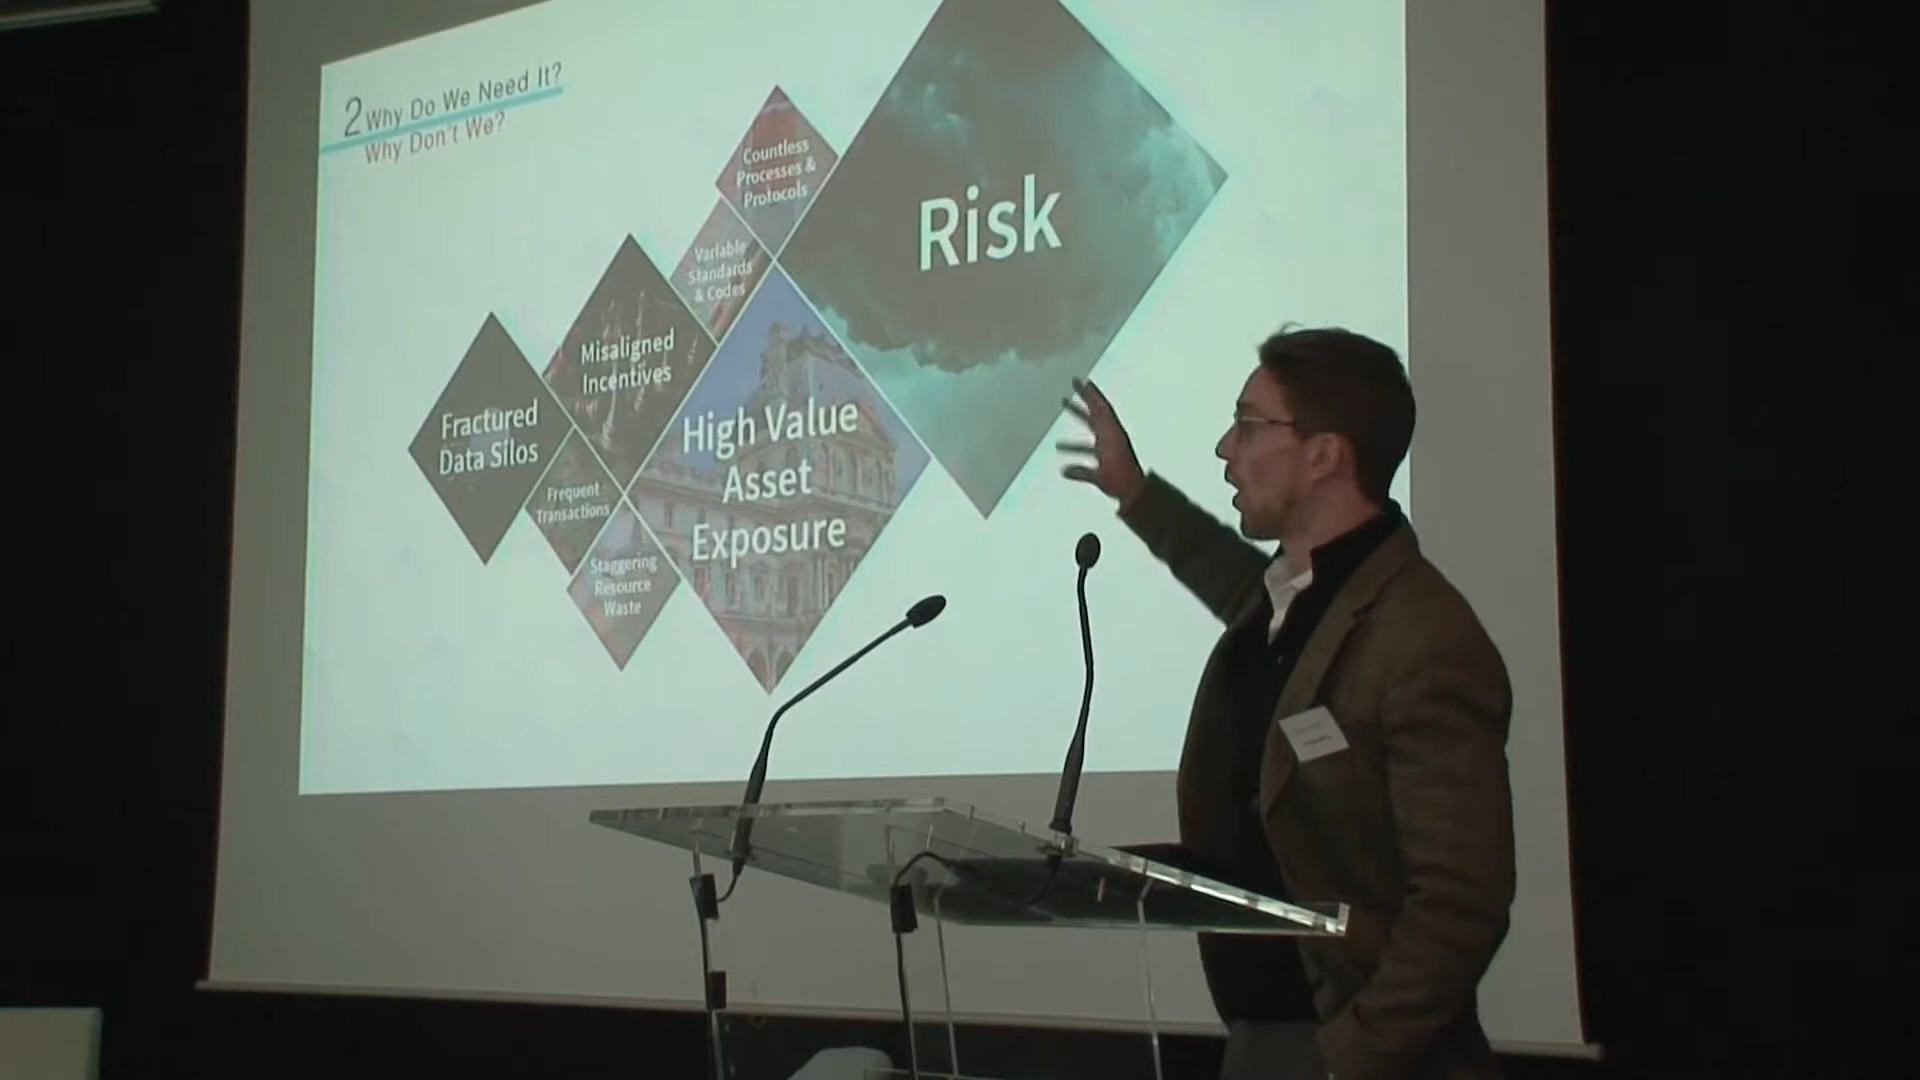 2 Why Do We Need It?
Why Don't We?
Countless
Processes &
Protocols
Risk
Variable
Standards
& Codes
Misaligned
Incentives
Fractured
Data Silos
High Value
Asset
Exposure
Frequent
Transactions
Staggering
Resource
Waste